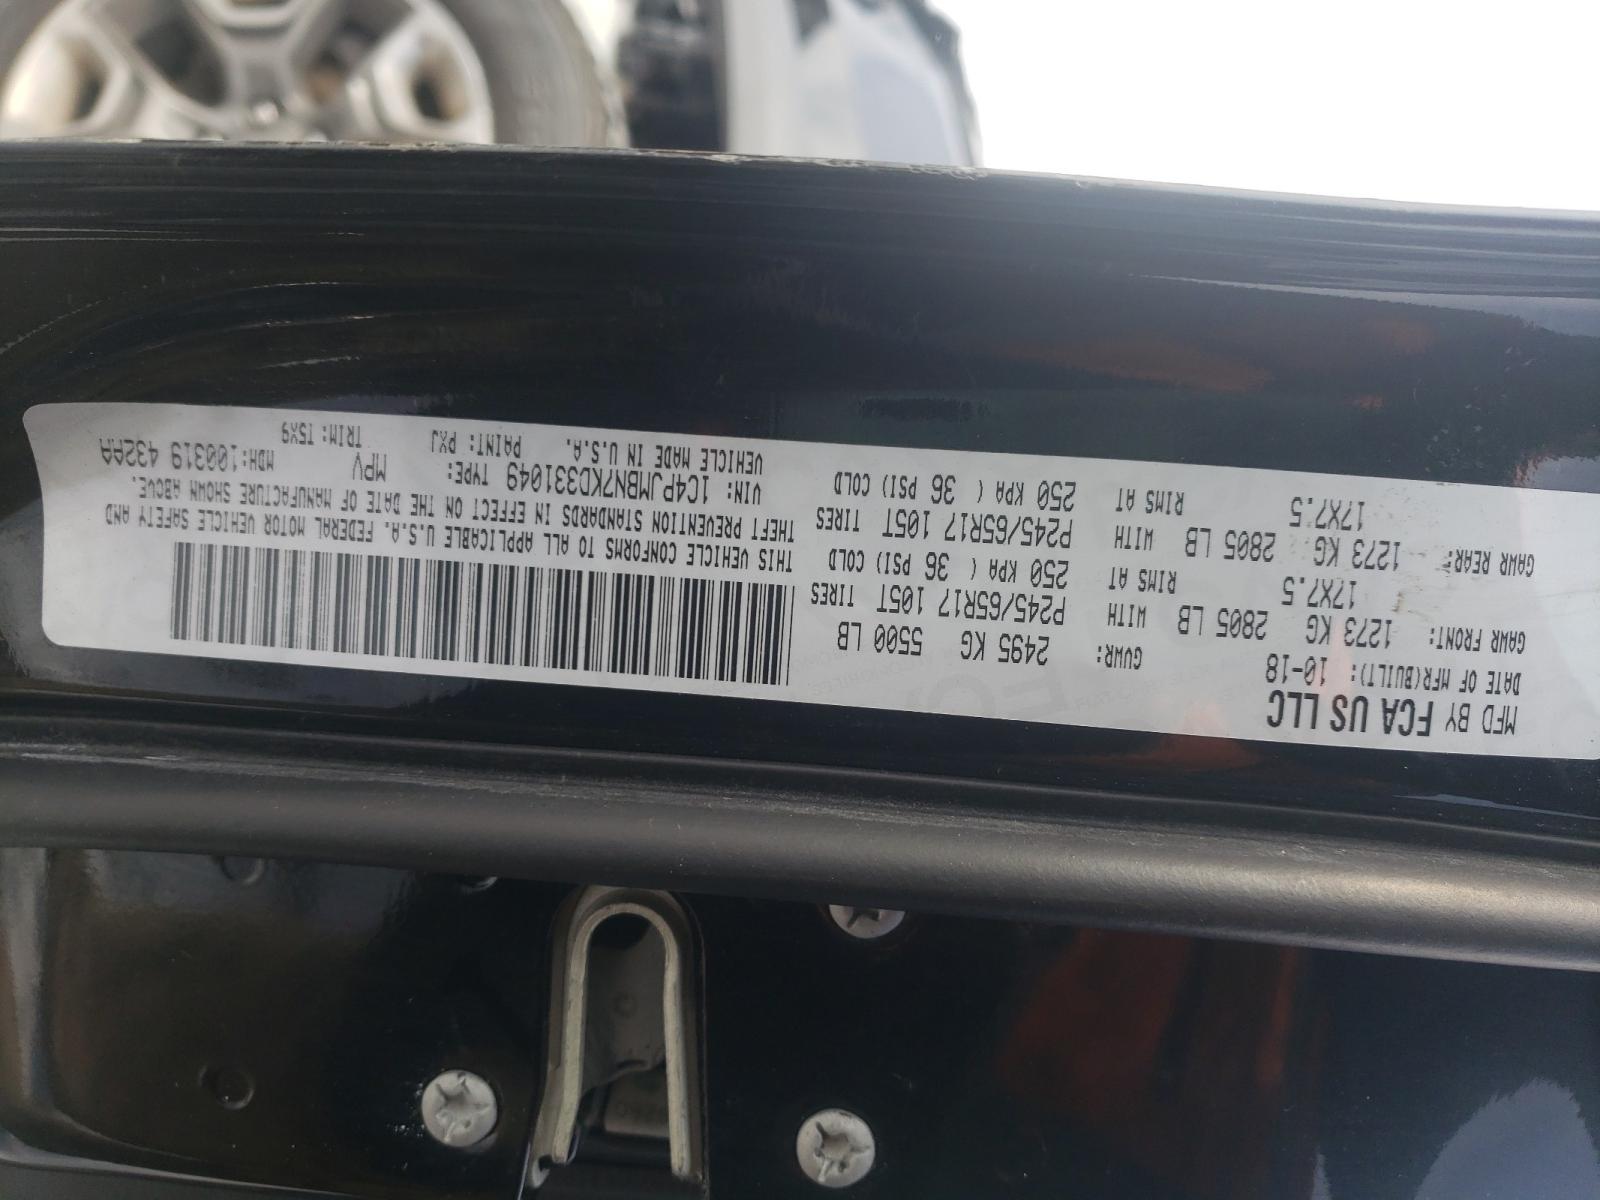 MFD BY FCA US LLC
DATE OF MFR(BUILT): 10-18 GVWR: 2495 KG 5500 LB
GAWR FRONT: 1273 KG 2805 LB WITH P245/65R17 105T TIRES
17X7.5 RIMS AT 250 KPA ( 36 PSI) COLD
GAWR REAR: 1273 KG 2805 LB WITH P245/65R17 105T TIRES
17X7.5 RIMS AT 250 KPA ( 36 PSI) COLD
THIS VEHICLE CONFORMS TO ALL APPLICABLE U.S.A. FEDERAL MOTOR VEHICLE SAFETY AND
THEFT PREVENTION STANDARDS IN EFFECT ON THE DATE OF MANUFACTURE SHOWN ABOVE.
VIN: 1C4PJMBN7KD331049 TYPE: MPV MDH:100319 432AA
VEHICLE MADE IN U.S.A. PAINT: PXJ TRIM: T5X9